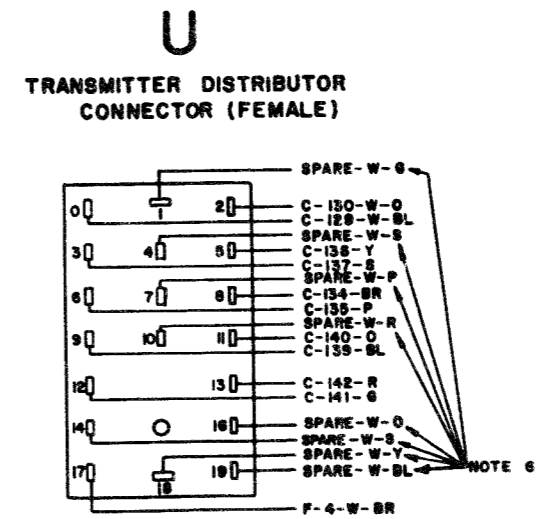 U
TRANSMITTER DISTRIBUTOR
CONNECTOR (FEMALE)
SPARE-W-G
0 1 2 C-130-W-O
C-129-W-BL
SPARE-W-S
3 4 5 C-136-Y
C-137-S
SPARE-W-P
6 7 8 C-134-BR
C-135-P
SPARE-W-R
9 10 11 C-140-O
C-139-BL
12 13 C-142-R
C-141-G
14 16 SPARE-W-O
SPARE-W-S
SPARE-W-Y
17 18 19 SPARE-W-BL
NOTE 6
F-4-W-BR